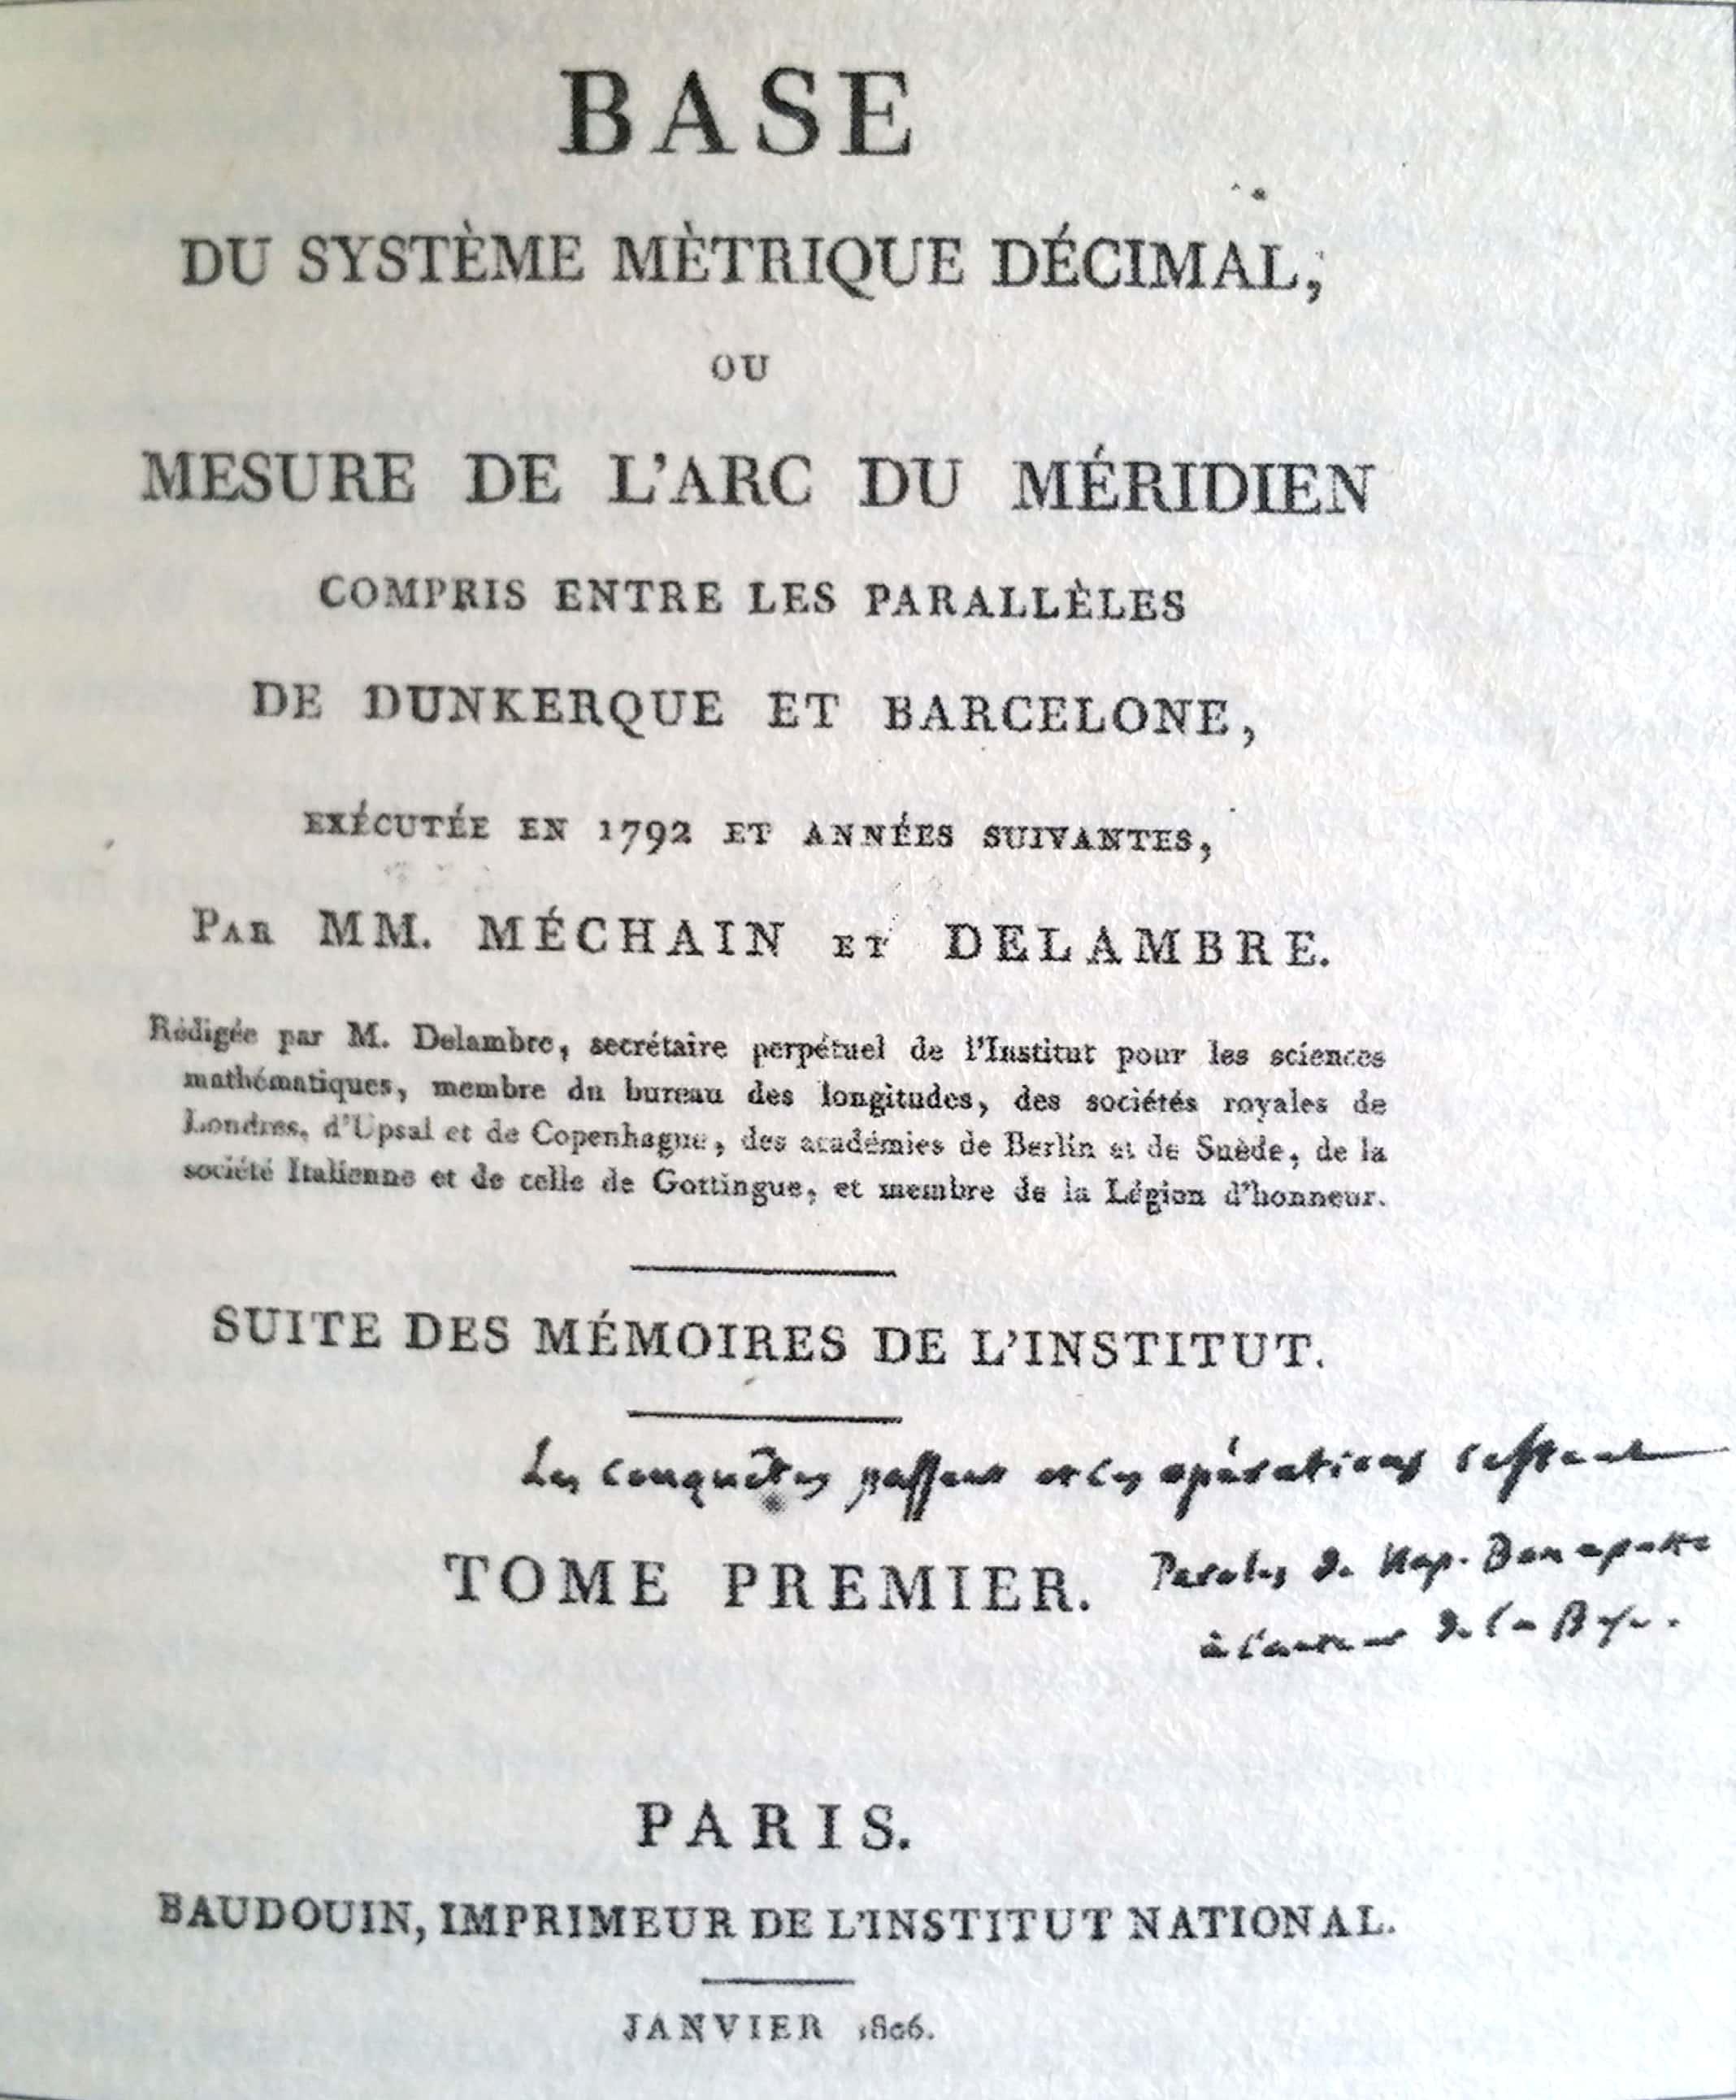 BASE
DU SYSTÈME MÈTRIQUE DÉCIMAL,
OU
MESURE DE L'ARC DU MÉRIDIEN
COMPRIS ENTRE LES PARALLÈLES
DE DUNKERQUE ET BARCELONE,
EXÉCUTÉE EN 1792 ET ANNÉES SUIVANTES,
PAR MM. MÉCHAIN ET DELAMBRE.
Rédigée par M. Delambre, secrétaire perpétuel de l'Institut pour les sciences
mathématiques, membre du bureau des longitudes, des sociétés royales de
Londres, d'Upsal et de Copenhague, des académies de Berlin et de Suède, de la
société Italienne et de celle de Gottingue, et membre de la Légion d'honneur.
SUITE DES MÉMOIRES DE L'INSTITUT.
Les conquêtes passent et ces opérations restent
TOME PREMIER.
Paroles de Nap. Bonaparte
à l'auteur de la Base.
PARIS.
BAUDOUIN, IMPRIMEUR DE L'INSTITUT NATIONAL.
JANVIER 1806.